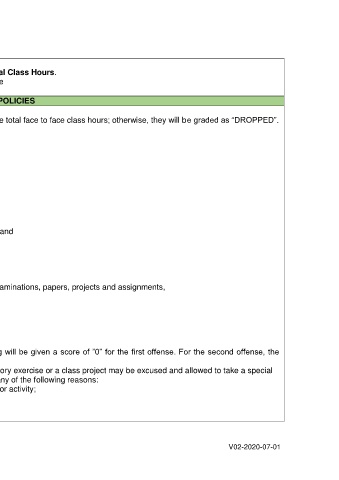 al Class Hours.
e
POLICIES
e total face to face class hours; otherwise, they will be graded as “DROPPED”.
and
aminations, papers, projects and assignments,
g will be given a score of ”0” for the first offense. For the second offense, the
ory exercise or a class project may be excused and allowed to take a special
ny of the following reasons:
or activity;
V02-2020-07-01